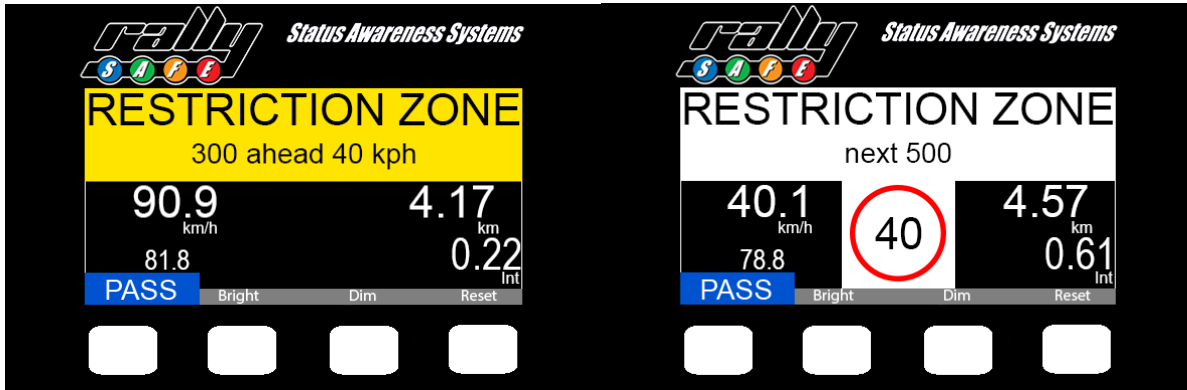 rally
Status Awareness Systems
S A F E
RESTRICTION ZONE
300 ahead 40 kph
90.9 4.17
km/h km
81.8 0.22
Int
PASS Bright Dim Reset
rally
Status Awareness Systems
S A F E
RESTRICTION ZONE
next 500
40.1 40 4.57
km/h km
78.8 0.61
Int
PASS Bright Dim Reset